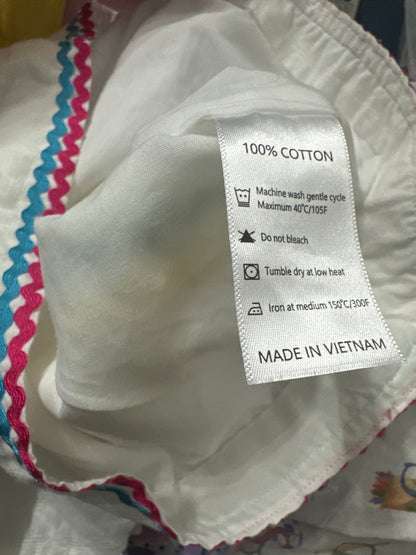 100% COTTON
Machine wash gentle cycle
Maximum 40°C/105F
Do not bleach
Tumble dry at low heat
Iron at medium 150°C/300F
MADE IN VIETNAM